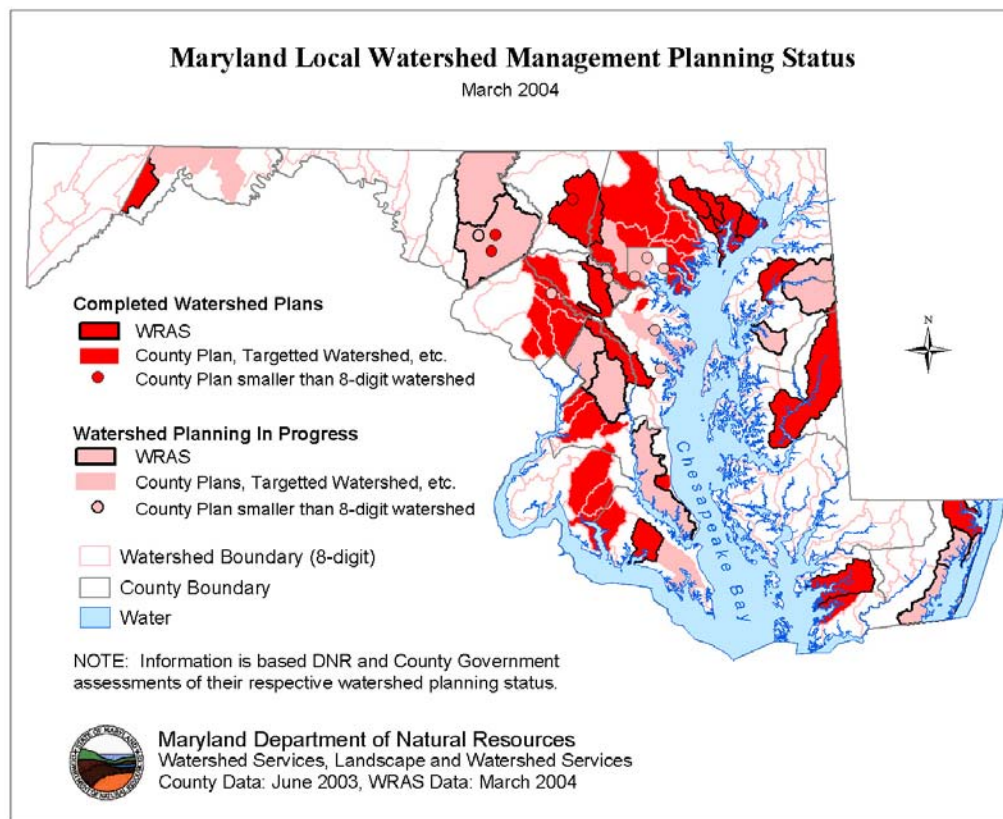 Maryland Local Watershed Management Planning Status
March 2004
N
Completed Watershed Plans
WRAS
County Plan, Targetted Watershed, etc.
County Plan smaller than 8-digit watershed
Watershed Planning In Progress
WRAS
County Plans, Targetted Watershed, etc.
County Plan smaller than 8-digit watershed
Watershed Boundary (8-digit)
County Boundary
Water
Chesapeake Bay
NOTE: Information is based DNR and County Government
assessments of their respective watershed planning status.
Maryland Department of Natural Resources
Watershed Services, Landscape and Watershed Services
County Data: June 2003, WRAS Data: March 2004
STATE OF MARYLAND